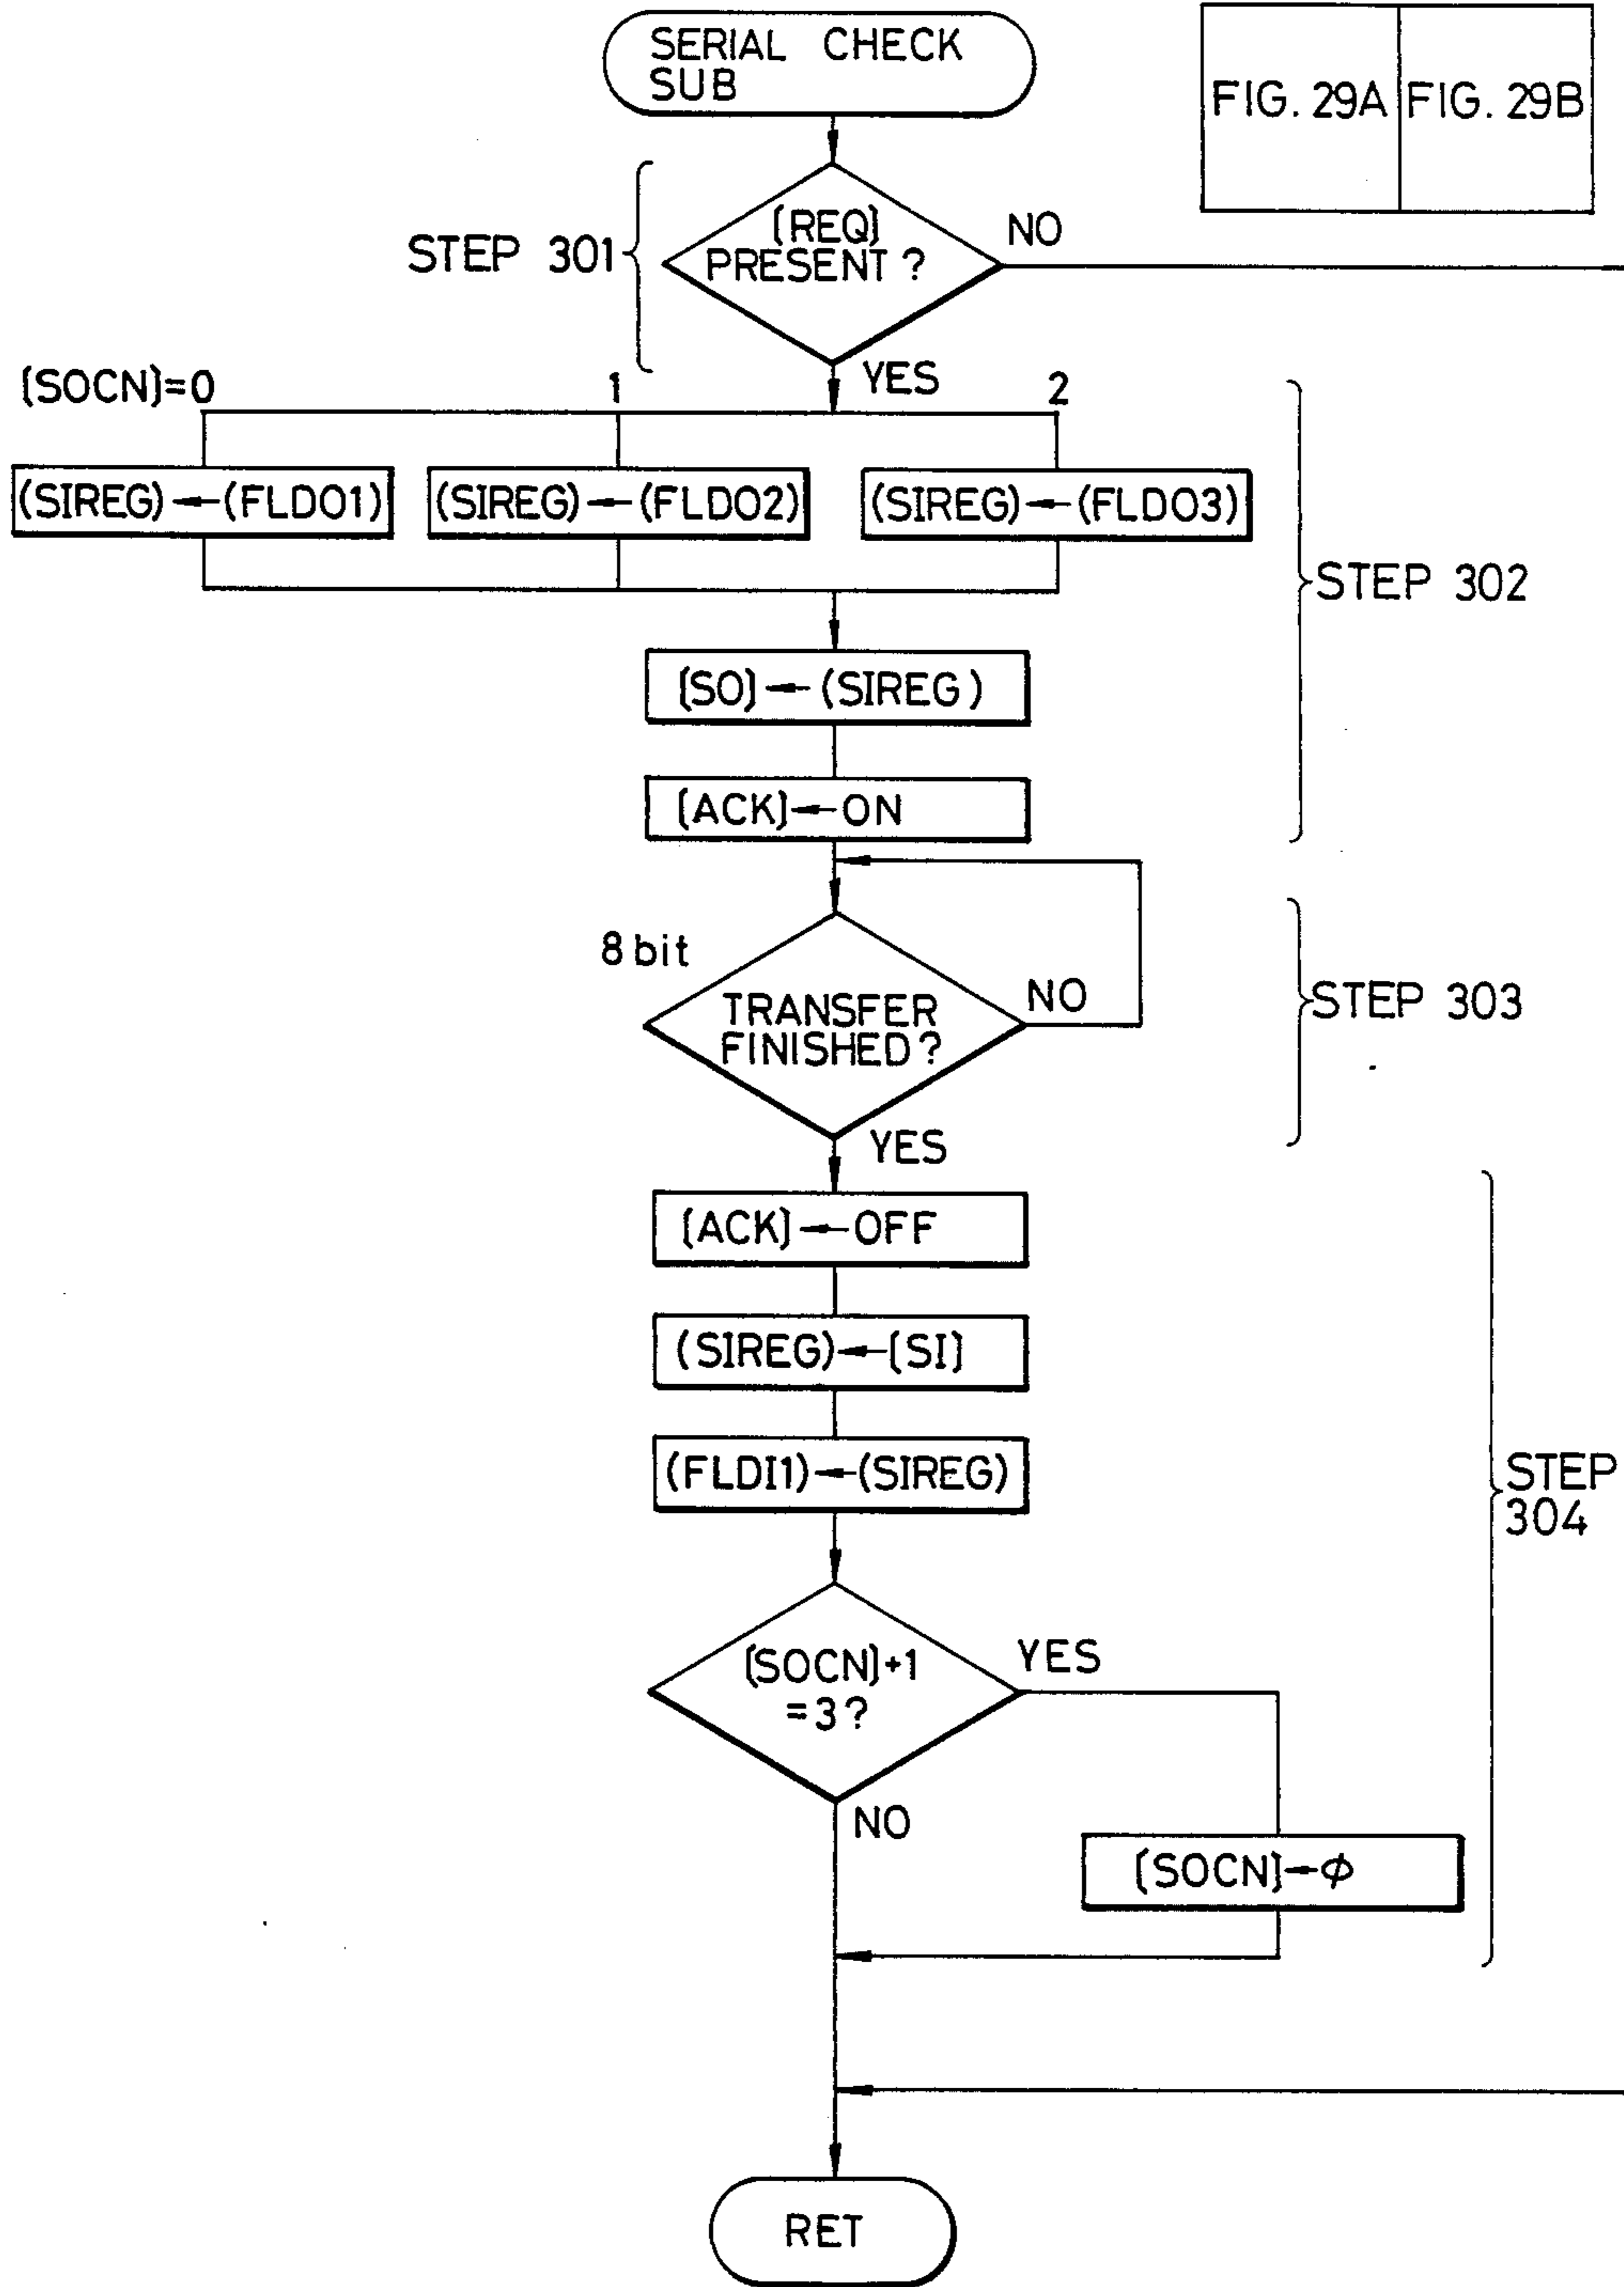 SERIAL CHECK
SUB
FIG. 29A FIG. 29B
STEP 301
[REQ]
PRESENT ?
NO
YES
[SOCN]=0
1
2
(SIREG)←(FLDO1)
(SIREG)←(FLDO2)
(SIREG)←(FLDO3)
STEP 302
[SO]←(SIREG)
[ACK]←ON
8 bit
TRANSFER
FINISHED ?
NO
STEP 303
YES
[ACK]←OFF
(SIREG)←[SI]
(FLDI1)←(SIREG)
STEP
304
[SOCN]+1
=3 ?
YES
NO
[SOCN]←ϕ
RET